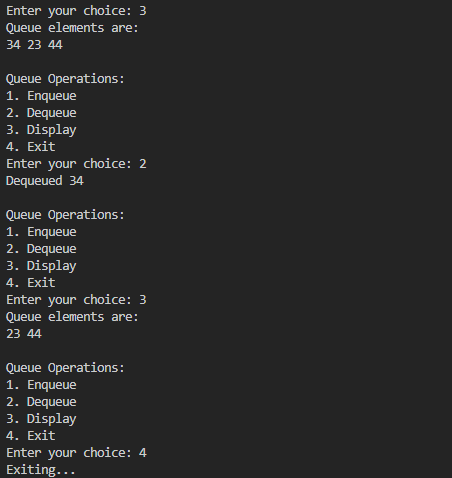 Enter your choice: 3
Queue elements are:
34 23 44
Queue Operations:
1. Enqueue
2. Dequeue
3. Display
4. Exit
Enter your choice: 2
Dequeued 34
Queue Operations:
1. Enqueue
2. Dequeue
3. Display
4. Exit
Enter your choice: 3
Queue elements are:
23 44
Queue Operations:
1. Enqueue
2. Dequeue
3. Display
4. Exit
Enter your choice: 4
Exiting...